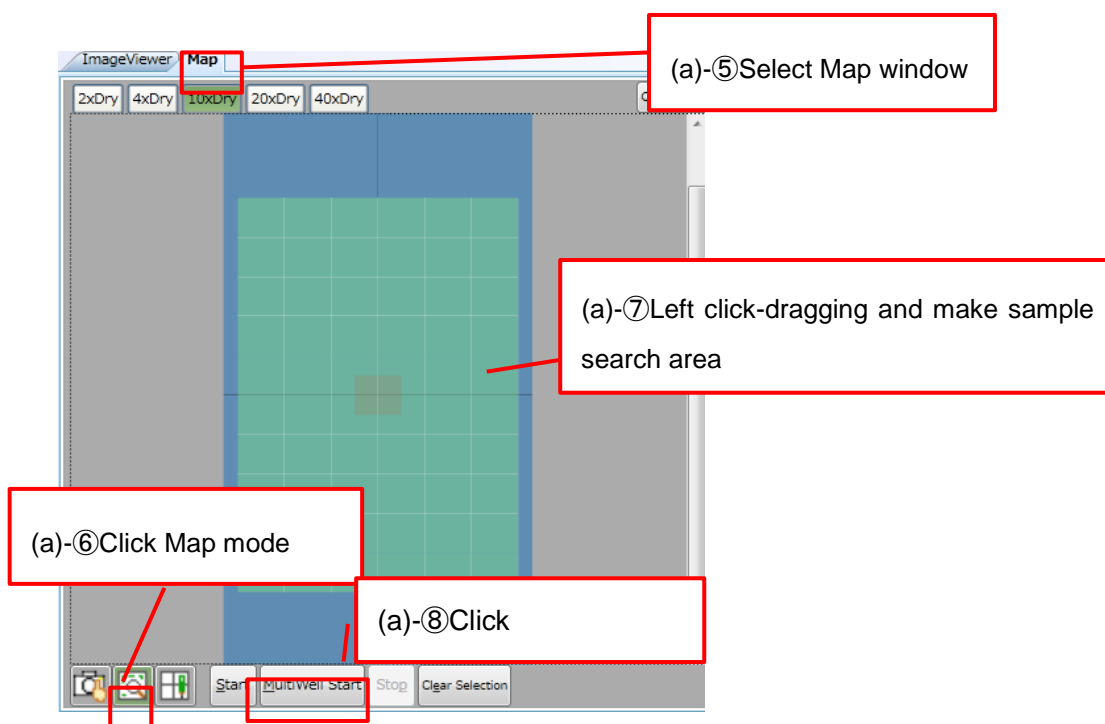 ImageViewer Map
(a)-⑤Select Map window
2xDry 4xDry 10xDry 20xDry 40xDry
(a)-⑦Left click-dragging and make sample
search area
(a)-⑥Click Map mode
(a)-⑧Click
Start MultiWell Start Stop Clear Selection